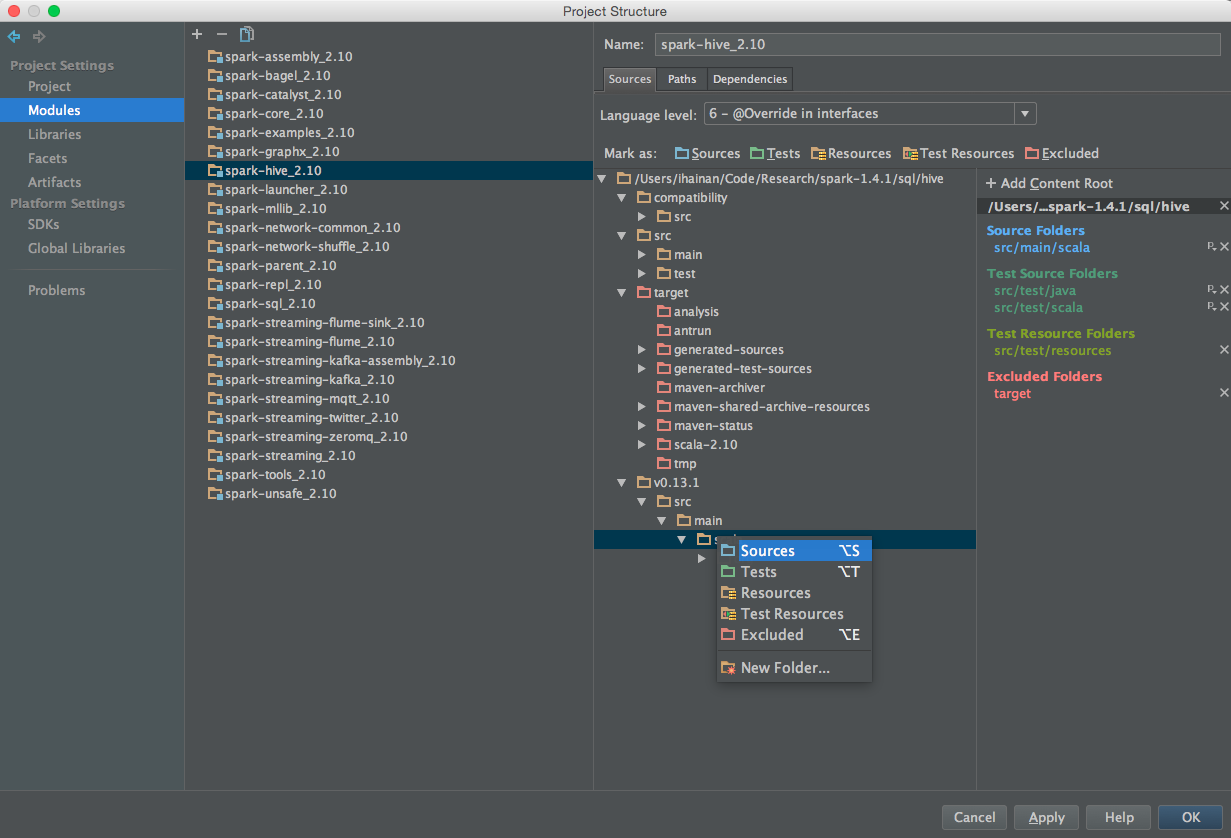 Project Structure
Project Settings
Project
Modules
Libraries
Facets
Artifacts
Platform Settings
SDKs
Global Libraries
Problems
spark-assembly_2.10
spark-bagel_2.10
spark-catalyst_2.10
spark-core_2.10
spark-examples_2.10
spark-graphx_2.10
spark-hive_2.10
spark-launcher_2.10
spark-mllib_2.10
spark-network-common_2.10
spark-network-shuffle_2.10
spark-parent_2.10
spark-repl_2.10
spark-sql_2.10
spark-streaming-flume-sink_2.10
spark-streaming-flume_2.10
spark-streaming-kafka-assembly_2.10
spark-streaming-kafka_2.10
spark-streaming-mqtt_2.10
spark-streaming-twitter_2.10
spark-streaming-zeromq_2.10
spark-streaming_2.10
spark-tools_2.10
spark-unsafe_2.10
Name: spark-hive_2.10
Sources Paths Dependencies
Language level: 6 - @Override in interfaces
Mark as: Sources Tests Resources Test Resources Excluded
/Users/ihainan/Code/Research/spark-1.4.1/sql/hive
compatibility
src
src
main
test
target
analysis
antrun
generated-sources
generated-test-sources
maven-archiver
maven-shared-archive-resources
maven-status
scala-2.10
tmp
v0.13.1
src
main
Sources ⌥S
Tests ⌥T
Resources
Test Resources
Excluded ⌥E
New Folder...
+ Add Content Root
/Users/...spark-1.4.1/sql/hive
Source Folders
src/main/scala
Test Source Folders
src/test/java
src/test/scala
Test Resource Folders
src/test/resources
Excluded Folders
target
Cancel Apply Help OK